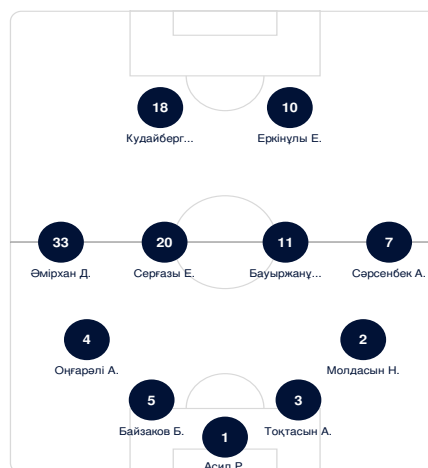 18
10
Кудайберг...
Еркінұлы Е.
33
20
11
7
Әмірхан Д.
Серғазы Е.
Бауыржанұ...
Сәрсенбек А.
4
2
Оңғарәлі А.
Молдасын Н.
5
3
Байзаков Б.
Тоқтасын А.
1
Асил Р.